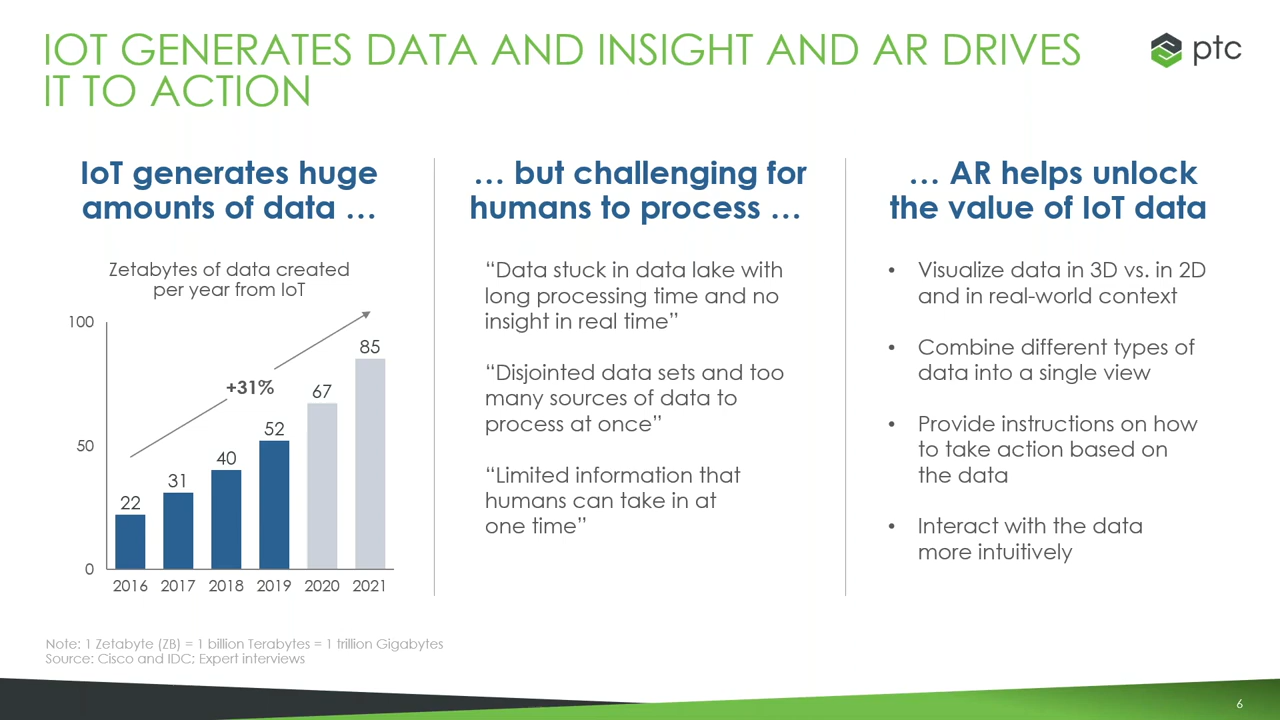 IOT GENERATES DATA AND INSIGHT AND AR DRIVES
IT TO ACTION
ptc
IoT generates huge
amounts of data …
Zetabytes of data created
per year from IoT
100
50
0
+31%
22
31
40
52
67
85
2016
2017
2018
2019
2020
2021
… but challenging for
humans to process …
“Data stuck in data lake with
long processing time and no
insight in real time”
“Disjointed data sets and too
many sources of data to
process at once”
“Limited information that
humans can take in at
one time”
… AR helps unlock
the value of IoT data
• Visualize data in 3D vs. in 2D
and in real-world context
• Combine different types of
data into a single view
• Provide instructions on how
to take action based on
the data
• Interact with the data
more intuitively
Note: 1 Zetabyte (ZB) = 1 billion Terabytes = 1 trillion Gigabytes
Source: Cisco and IDC; Expert interviews
6